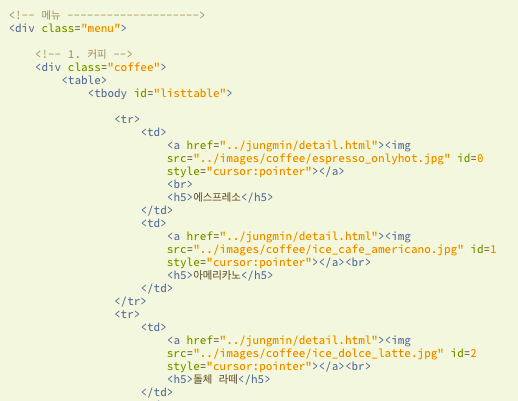 <!-- 메뉴 -------------------->
<div class="menu">
<!-- 1. 커피 -->
<div class="coffee">
<table>
<tbody id="listtable">
<tr>
<td>
<a href="../jungmin/detail.html"><img
src="../images/coffee/espresso_onlyhot.jpg" id=0
style="cursor:pointer"></a>
<br>
<h5>에스프레소</h5>
</td>
<td>
<a href="../jungmin/detail.html"><img
src="../images/coffee/ice_cafe_americano.jpg" id=1
style="cursor:pointer"></a><br>
<h5>아메리카노</h5>
</td>
</tr>
<tr>
<td>
<a href="../jungmin/detail.html"><img
src="../images/coffee/ice_dolce_latte.jpg" id=2
style="cursor:pointer"></a><br>
<h5>돌체 라떼</h5>
</td>